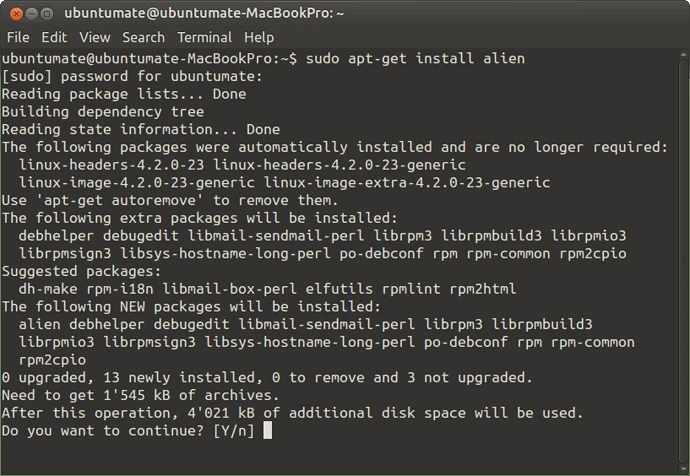 ubuntumate@ubuntumate-MacBookPro: ~
File Edit View Search Terminal Help
ubuntumate@ubuntumate-MacBookPro:~$ sudo apt-get install alien
[sudo] password for ubuntumate:
Reading package lists... Done
Building dependency tree
Reading state information... Done
The following packages were automatically installed and are no longer required:
  linux-headers-4.2.0-23 linux-headers-4.2.0-23-generic
  linux-image-4.2.0-23-generic linux-image-extra-4.2.0-23-generic
Use 'apt-get autoremove' to remove them.
The following extra packages will be installed:
  debhelper debugedit libmail-sendmail-perl librpm3 librpmbuild3 librpmio3
  librpmsign3 libsys-hostname-long-perl po-debconf rpm rpm-common rpm2cpio
Suggested packages:
  dh-make rpm-i18n libmail-box-perl elfutils rpmlint rpm2html
The following NEW packages will be installed:
  alien debhelper debugedit libmail-sendmail-perl librpm3 librpmbuild3
  librpmio3 librpmsign3 libsys-hostname-long-perl po-debconf rpm rpm-common
  rpm2cpio
0 upgraded, 13 newly installed, 0 to remove and 3 not upgraded.
Need to get 1'545 kB of archives.
After this operation, 4'021 kB of additional disk space will be used.
Do you want to continue? [Y/n]